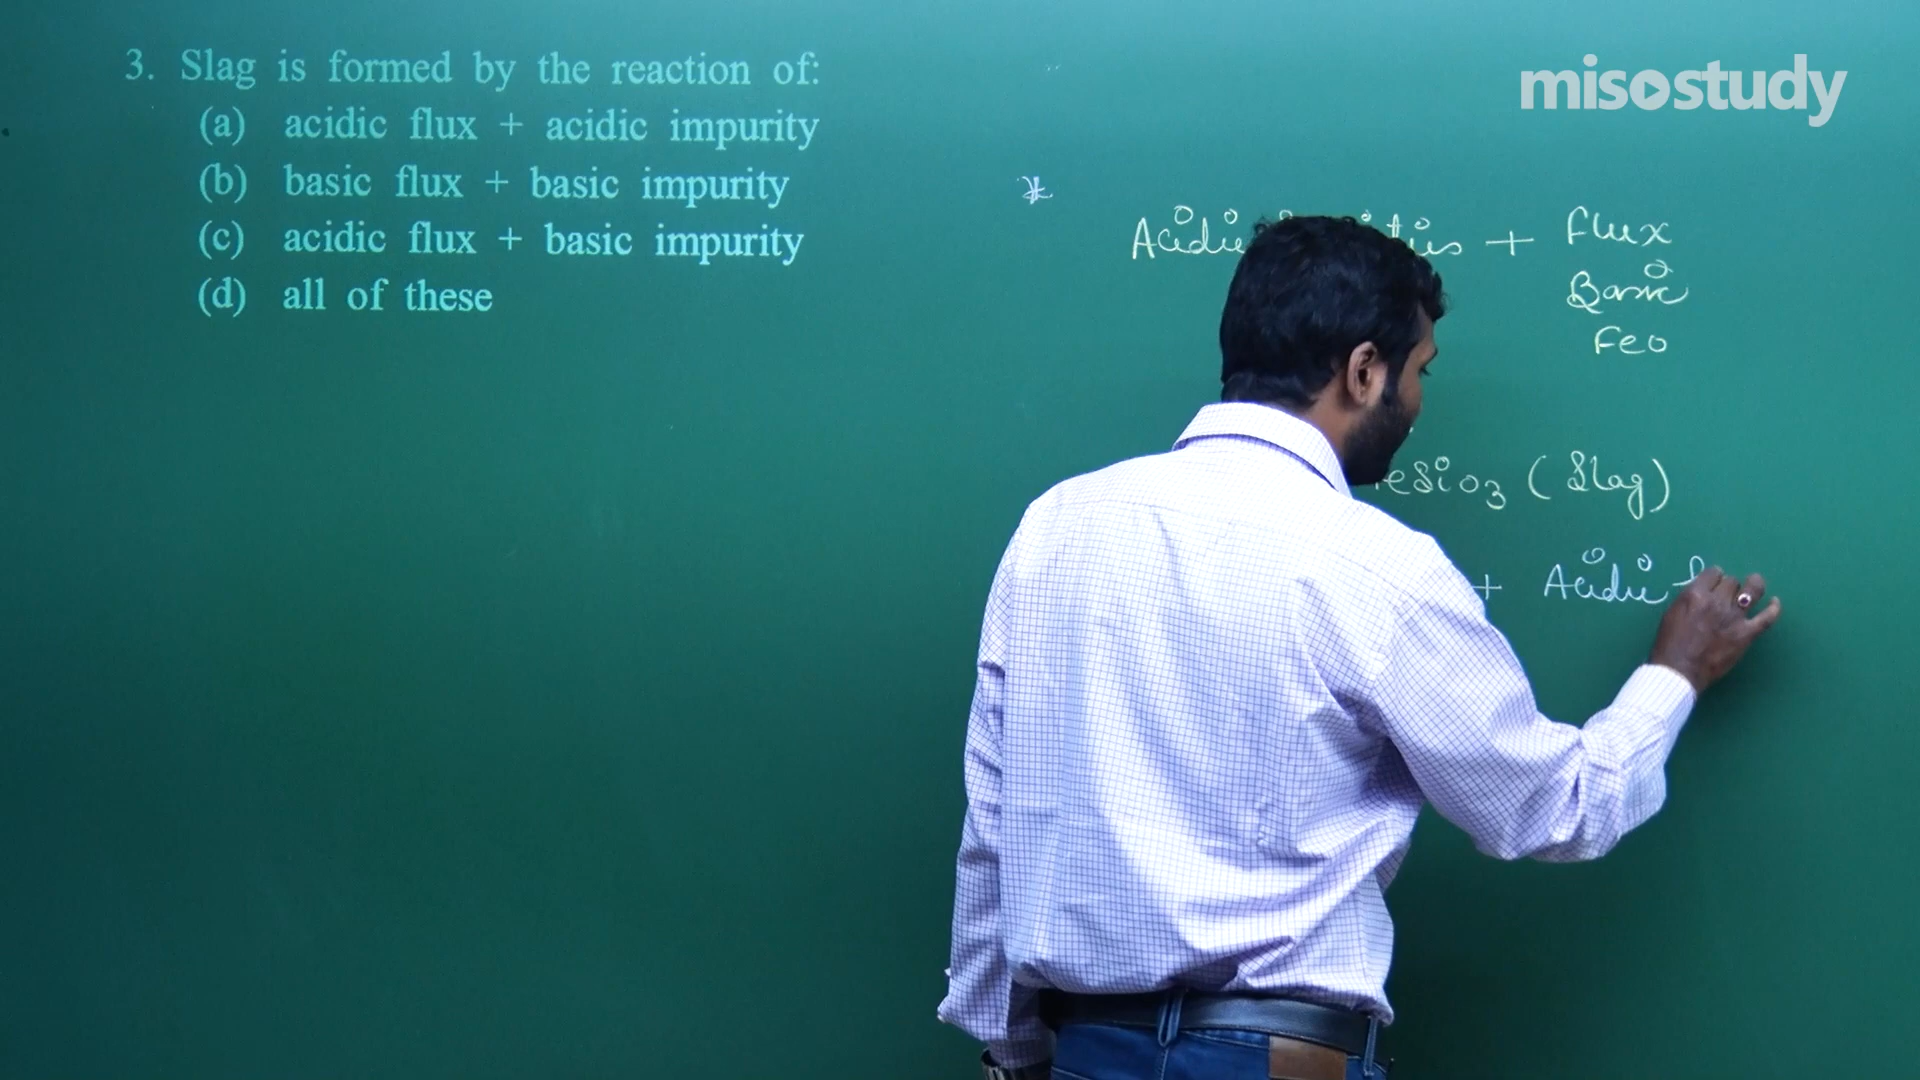 misostudy
3. Slag is formed by the reaction of:
(a) acidic flux + acidic impurity
(b) basic flux + basic impurity
(c) acidic flux + basic impurity
(d) all of these
Acidic + Flux
Basic
Feo
(Slag)
+ Acidic